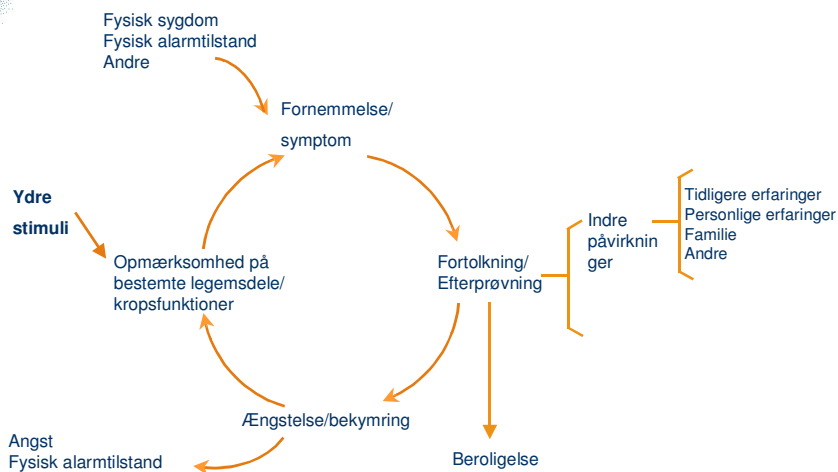 Fysisk sygdom
Fysisk alarmtilstand
Andre
Fornemmelse/
symptom
Ydre
stimuli
Opmærksomhed på
bestemte legemsdele/
kropsfunktioner
Fortolkning/
Efterprøvning
Indre
påvirknin
ger
Tidligere erfaringer
Personlige erfaringer
Familie
Andre
Ængstelse/bekymring
Angst
Fysisk alarmtilstand
Beroligelse